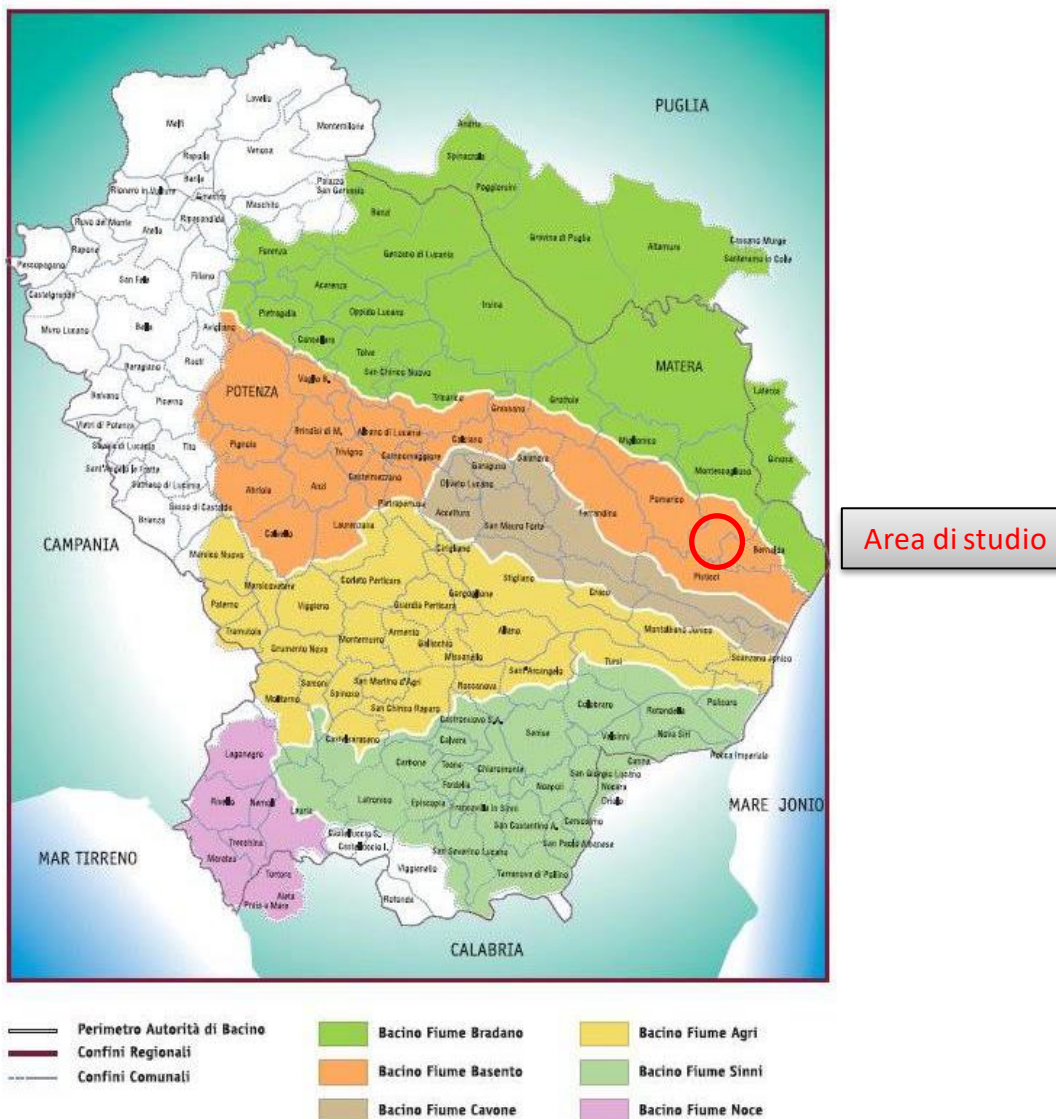 PUGLIA
Lavello
Melfi
Montemilone
Venosa
Rapolla
Barile
Rionero in Vulture
Ginestra
Maschito
Palazzo
San Gervasio
Ripacandida
Ruvo del Monte
Atella
Rapone
Pescopagano
San Fele
Filiano
Castelgrande
Muro Lucano
Bella
Avigliano
Ruoti
Baragiano
Balvano
Picerno
Vietri di Potenza
Tito
Sant'Angelo le Fratte
Satriano di Lucania
Sasso di Castalda
Brienza
Andria
Spinazzola
Poggiorsini
Banzi
Gravina di Puglia
Altamura
Cassano Murge
Santeramo in Colle
Forenza
Genzano di Lucania
Acerenza
Irsina
Pietragalla
Oppido Lucano
Cancellara
Tolve
San Chirico Nuovo
MATERA
Laterza
Tricarico
Grottole
Miglionico
Montescaglioso
Ginosa
POTENZA
Vaglio B.
Grassano
Brindisi di M.
Albano di Lucania
Calciano
Pignola
Trivigno
Campomaggiore
Garaguso
Salandra
Castelmezzano
Oliveto Lucano
Abriola
Anzi
Pietrapertosa
Accettura
Ferrandina
Pomarico
Calvello
Laurenzana
San Mauro Forte
Bernalda
Area di studio
CAMPANIA
Marsico Nuovo
Cirigliano
Pisticci
Corleto Perticara
Stigliano
Craco
Marsicovetere
Gorgoglione
Paterno
Viggiano
Guardia Perticara
Montalbano Jonico
Tramutola
Armento
Aliano
Montemurro
Gallicchio
Scanzano Jonico
Grumento Nova
Missanello
Tursi
Sarconi
San Martino d'Agri
Sant'Arcangelo
Moliterno
Spinoso
Roccanova
San Chirico Raparo
Colobraro
Rotondella
Policoro
Castronuovo S.A.
Castelsaraceno
Calvera
Senise
Valsinni
Nova Siri
Lagonegro
Carbone
Teana
Chiaromonte
Canna
Rocca Imperiale
Fardella
San Giorgio Lucano
Noepoli
Nocara
Oriolo
Rivello
Nemoli
Lauria
Latronico
Episcopia
Francavilla in Sinni
MARE JONIO
San Costantino A.
Cersosimo
Trecchina
Castelluccio S.
Castelluccio I.
San Severino Lucano
San Paolo Albanese
MAR TIRRENO
Maratea
Tortora
Viggianello
Terranova di Pollino
Aieta
Praia a Mare
Rotonda
CALABRIA
Perimetro Autorità di Bacino
Confini Regionali
Confini Comunali
Bacino Fiume Bradano
Bacino Fiume Basento
Bacino Fiume Cavone
Bacino Fiume Agri
Bacino Fiume Sinni
Bacino Fiume Noce